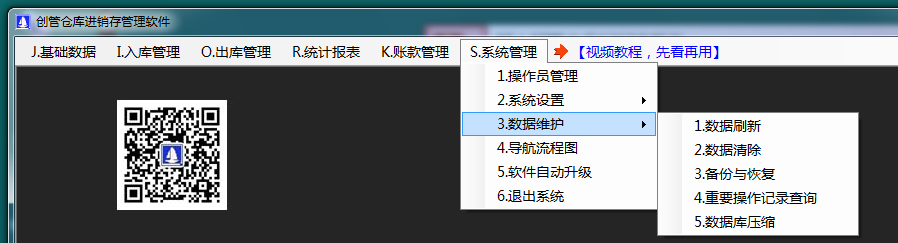 创管仓库进销存管理软件
J.基础数据 I.入库管理 O.出库管理 R.统计报表 K.账款管理 S.系统管理 【视频教程，先看再用】
1.操作员管理
2.系统设置
3.数据维护
4.导航流程图
5.软件自动升级
6.退出系统
1.数据刷新
2.数据清除
3.备份与恢复
4.重要操作记录查询
5.数据库压缩